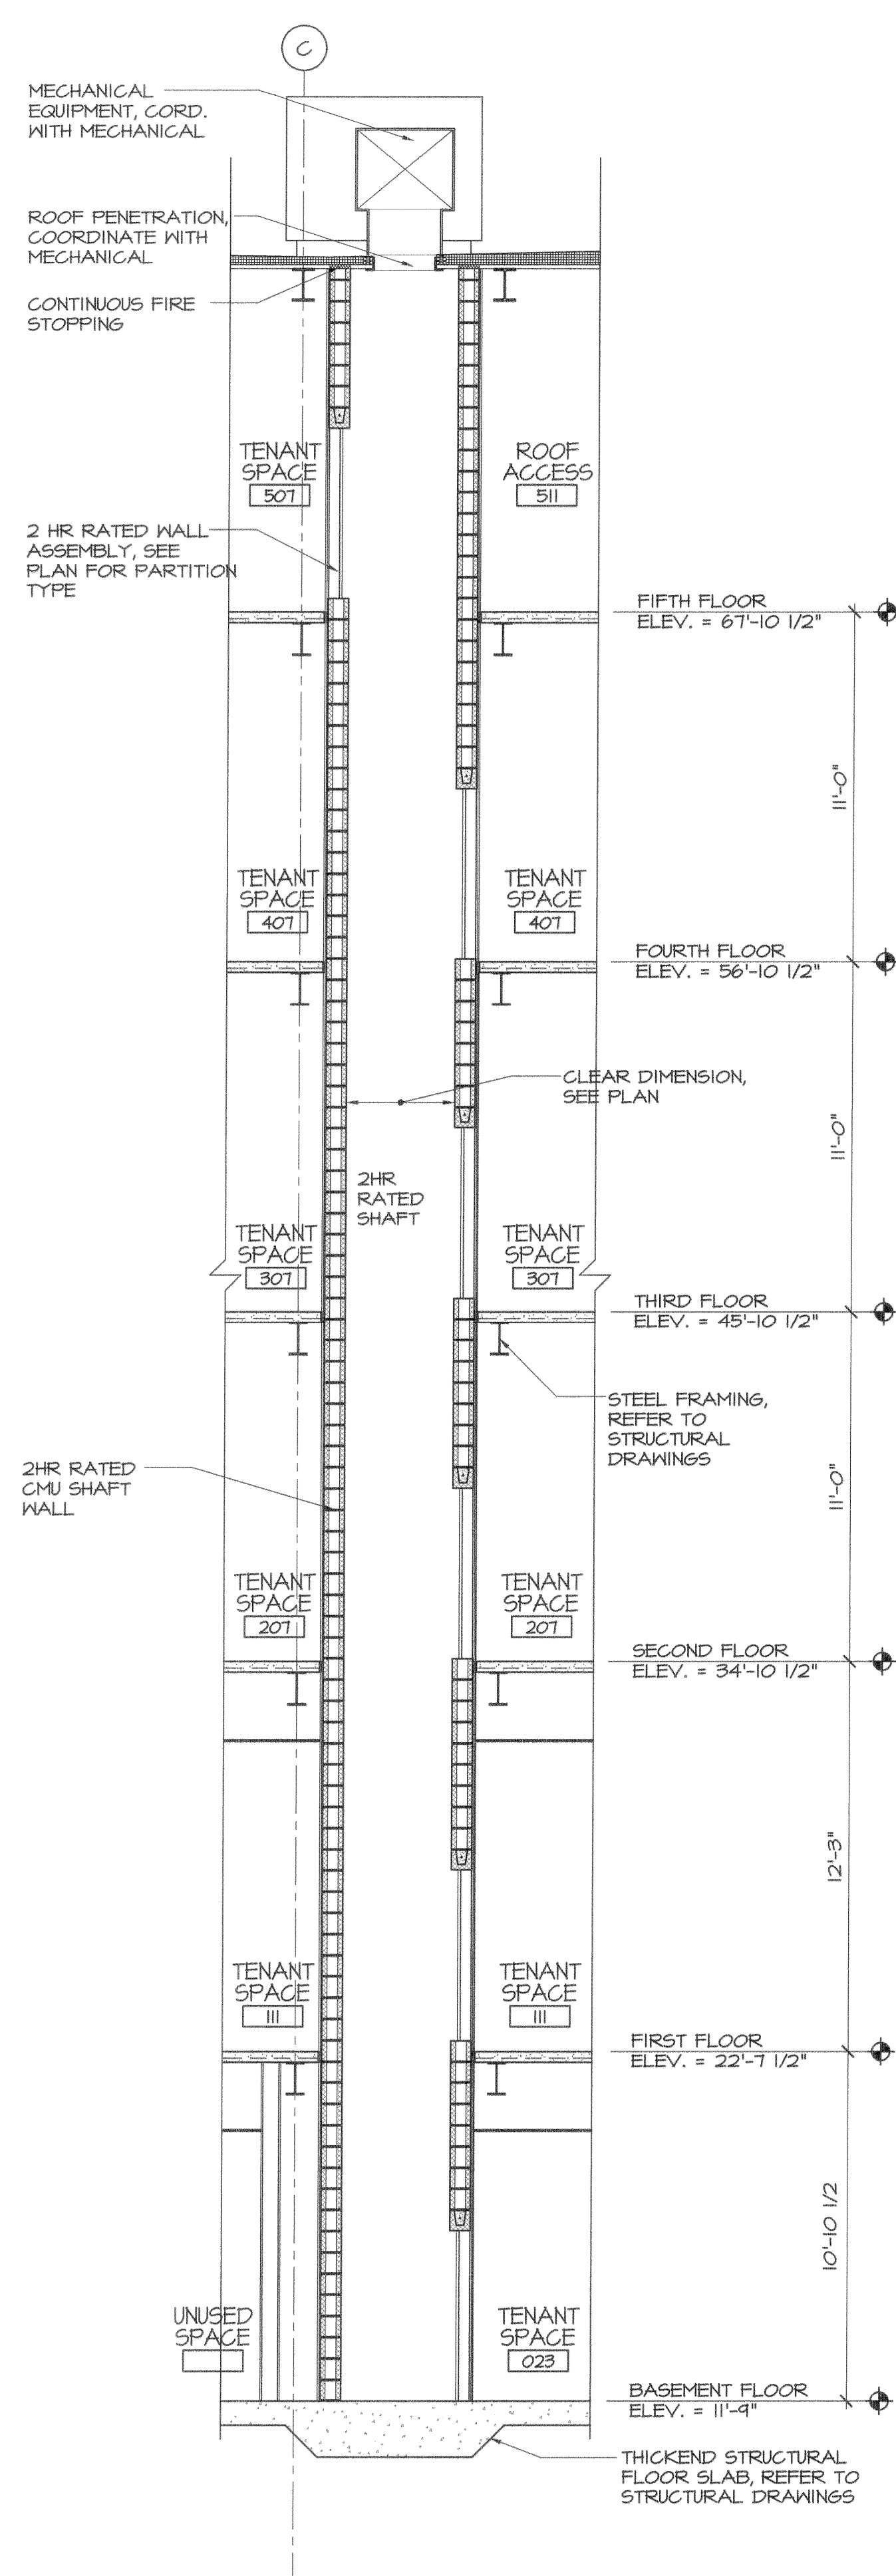 C
MECHANICAL
EQUIPMENT, CORD.
WITH MECHANICAL
ROOF PENETRATION,
COORDINATE WITH
MECHANICAL
CONTINUOUS FIRE
STOPPING
TENANT
SPACE
507
ROOF
ACCESS
511
2 HR RATED WALL
ASSEMBLY, SEE
PLAN FOR PARTITION
TYPE
FIFTH FLOOR
ELEV. = 67'-10 1/2"
11'-0"
TENANT
SPACE
407
TENANT
SPACE
407
FOURTH FLOOR
ELEV. = 56'-10 1/2"
CLEAR DIMENSION,
SEE PLAN
11'-0"
2HR
RATED
SHAFT
TENANT
SPACE
307
TENANT
SPACE
307
THIRD FLOOR
ELEV. = 45'-10 1/2"
STEEL FRAMING,
REFER TO
STRUCTURAL
DRAWINGS
2HR RATED
CMU SHAFT
WALL
11'-0"
TENANT
SPACE
207
TENANT
SPACE
207
SECOND FLOOR
ELEV. = 34'-10 1/2"
12'-3"
TENANT
SPACE
111
TENANT
SPACE
111
FIRST FLOOR
ELEV. = 22'-7 1/2"
10'-10 1/2
UNUSED
SPACE
TENANT
SPACE
023
BASEMENT FLOOR
ELEV. = 11'-9"
THICKEND STRUCTURAL
FLOOR SLAB, REFER TO
STRUCTURAL DRAWINGS